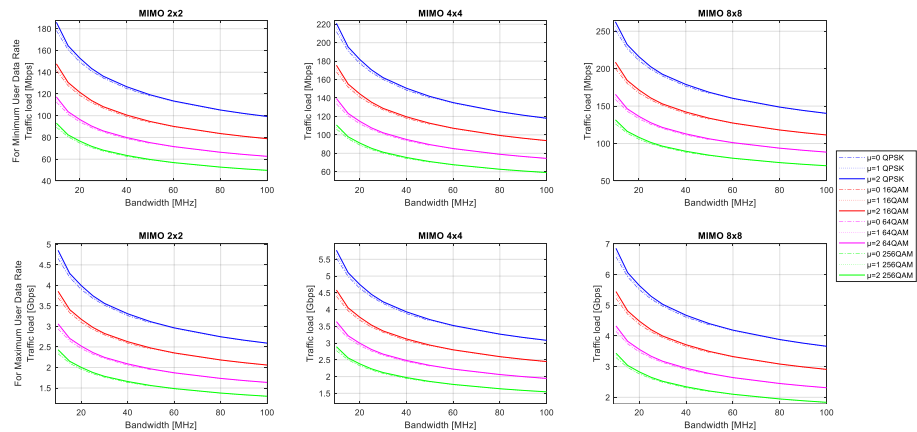 MIMO 2x2
For Minimum User Data Rate
Traffic load [Mbps]
180
160
140
120
100
80
60
40
20 40 60 80 100
Bandwidth [MHz]
MIMO 4x4
Traffic load [Mbps]
220
200
180
160
140
120
100
80
60
20 40 60 80 100
Bandwidth [MHz]
MIMO 8x8
Traffic load [Mbps]
250
200
150
100
50
20 40 60 80 100
Bandwidth [MHz]
μ=0 QPSK
μ=1 QPSK
μ=2 QPSK
μ=0 16QAM
μ=1 16QAM
μ=2 16QAM
μ=0 64QAM
μ=1 64QAM
μ=2 64QAM
μ=0 256QAM
μ=1 256QAM
μ=2 256QAM
MIMO 2x2
For Maximum User Data Rate
Traffic load [Gbps]
5
4.5
4
3.5
3
2.5
2
1.5
20 40 60 80 100
Bandwidth [MHz]
MIMO 4x4
Traffic load [Gbps]
5.5
5
4.5
4
3.5
3
2.5
2
1.5
20 40 60 80 100
Bandwidth [MHz]
MIMO 8x8
Traffic load [Gbps]
7
6
5
4
3
2
20 40 60 80 100
Bandwidth [MHz]